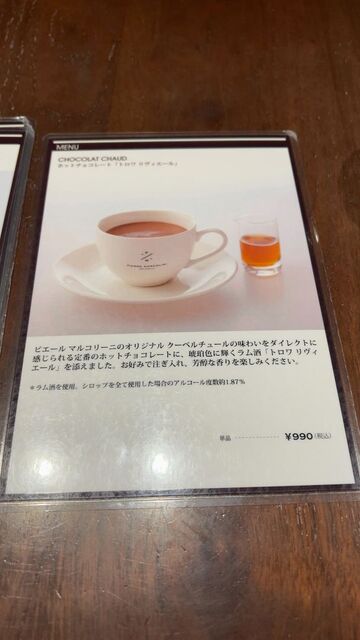 MENU
CHOCOLAT CHAUD
ホットチョコレート「トロワ リヴィエール」
PIERRE MARCOLINI
ピエール マルコリーニのオリジナル クーベルチュールの味わいをダイレクトに
感じられる定番のホットチョコレートに、琥珀色に輝くラム酒「トロワ リヴィ
エール」を添えました。お好みで注ぎ入れ、芳醇な香りを楽しみください。
＊ラム酒を使用。シロップを全て使用した場合のアルコール度数約1.87%
単品 ------------ ¥990(税込)